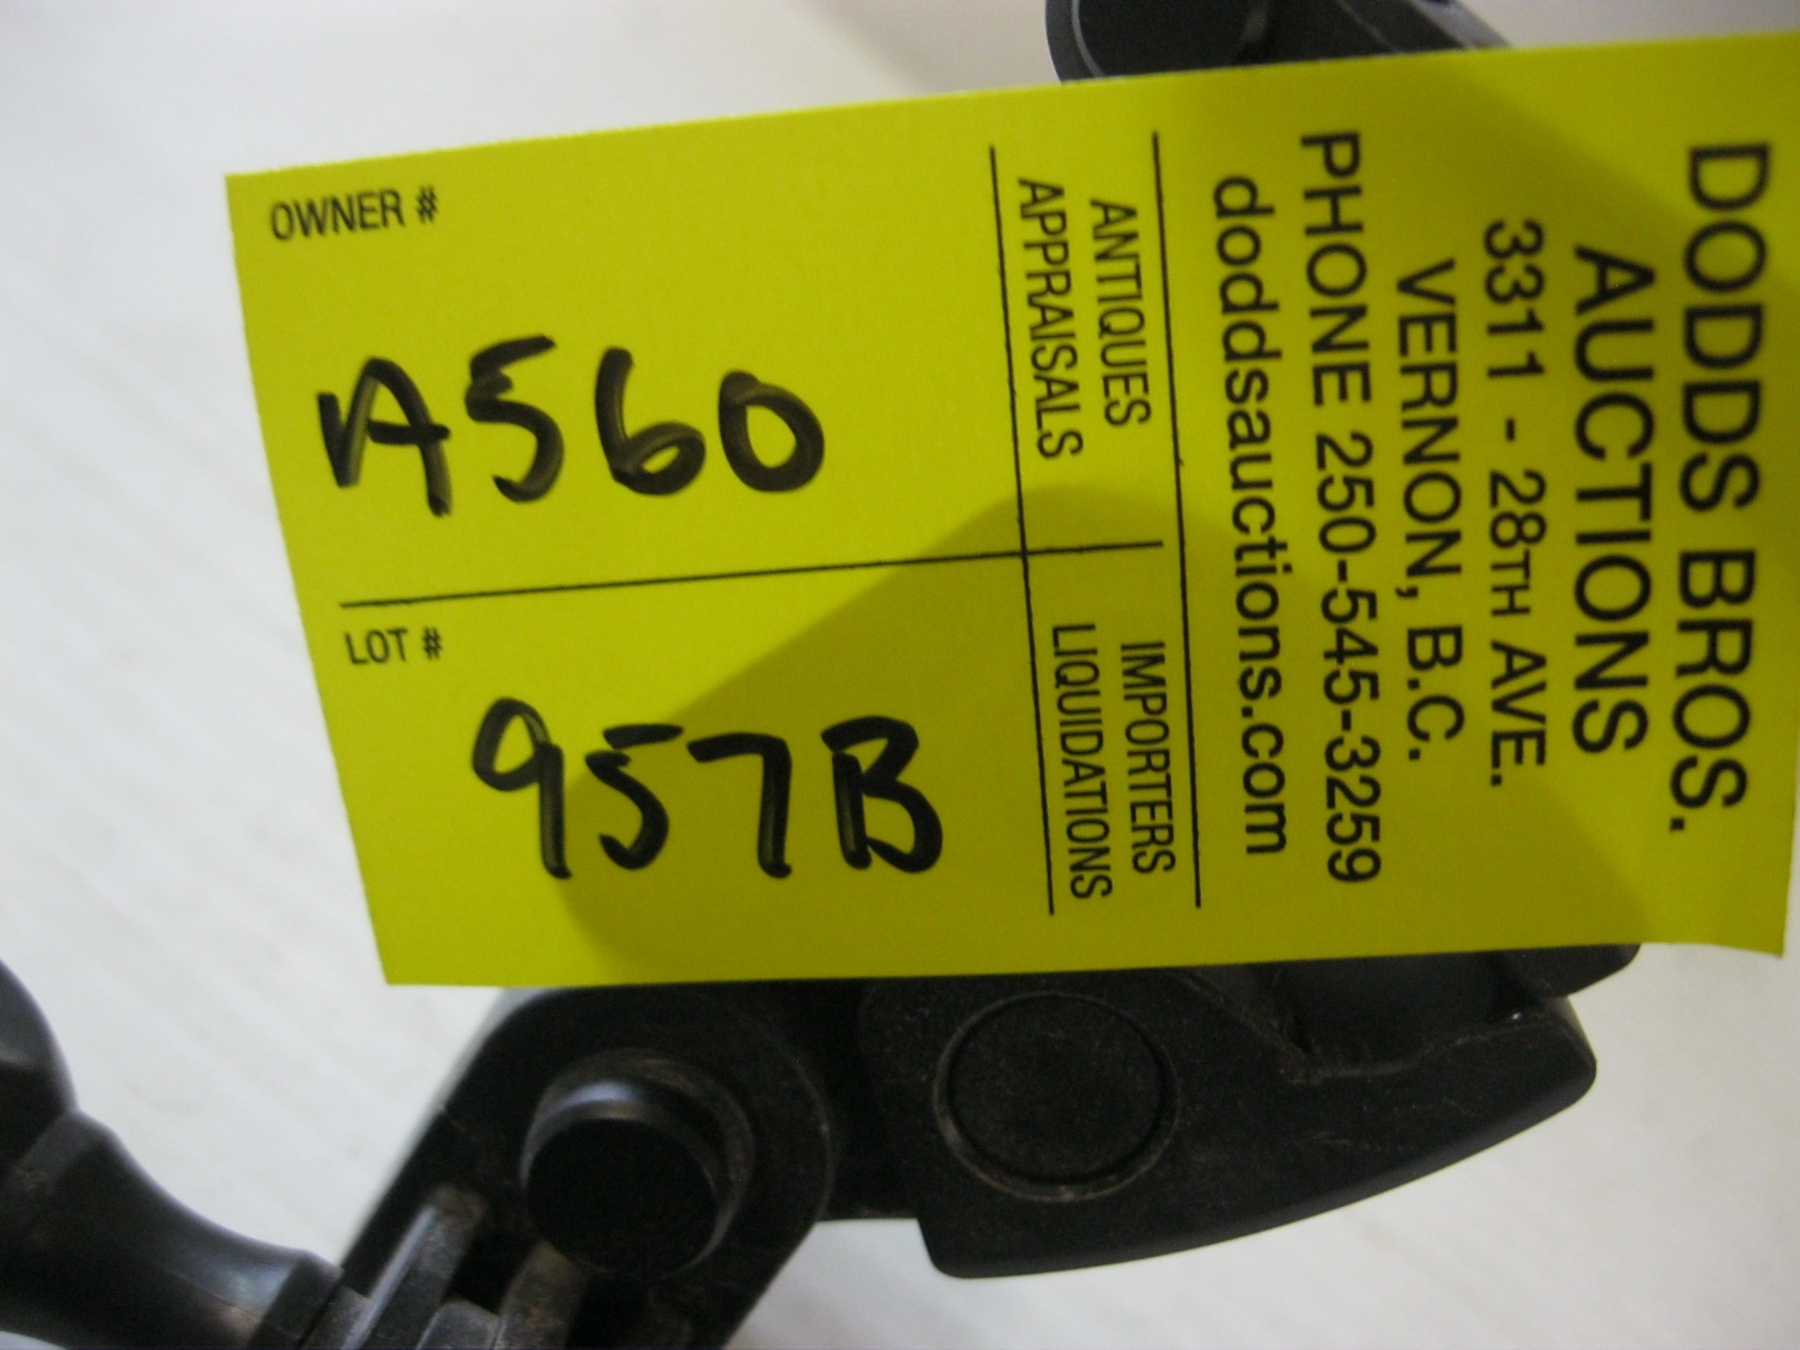 DODDS BROS.
AUCTIONS
3311 - 28TH AVE.
VERNON, B.C.
PHONE 250-545-3259
doddsauctions.com
ANTIQUES
APPRAISALS
IMPORTERS
LIQUIDATIONS
OWNER #
A560
LOT #
957B